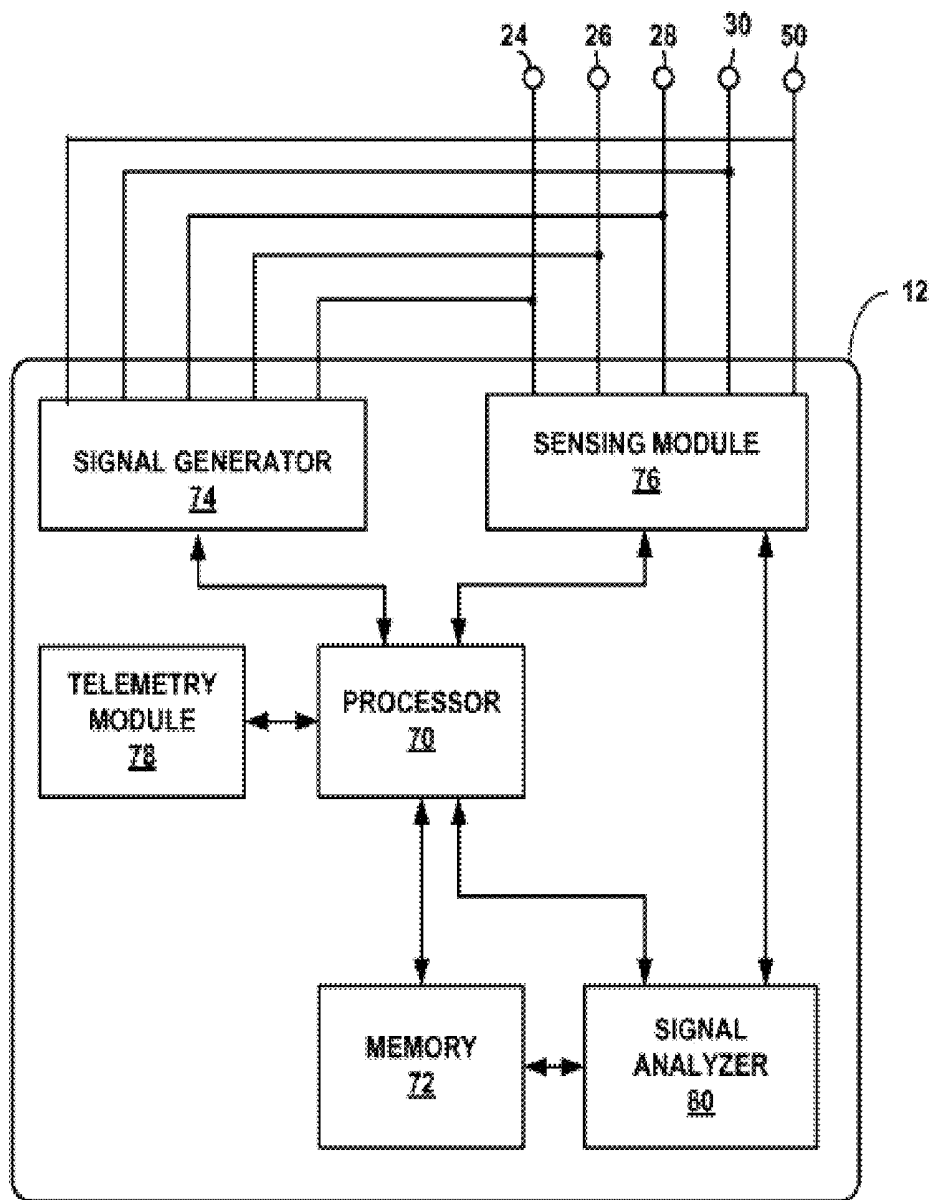 24 26 28 30 50
12
SIGNAL GENERATOR
74
SENSING MODULE
76
TELEMETRY
MODULE
78
PROCESSOR
70
MEMORY
72
SIGNAL
ANALYZER
80